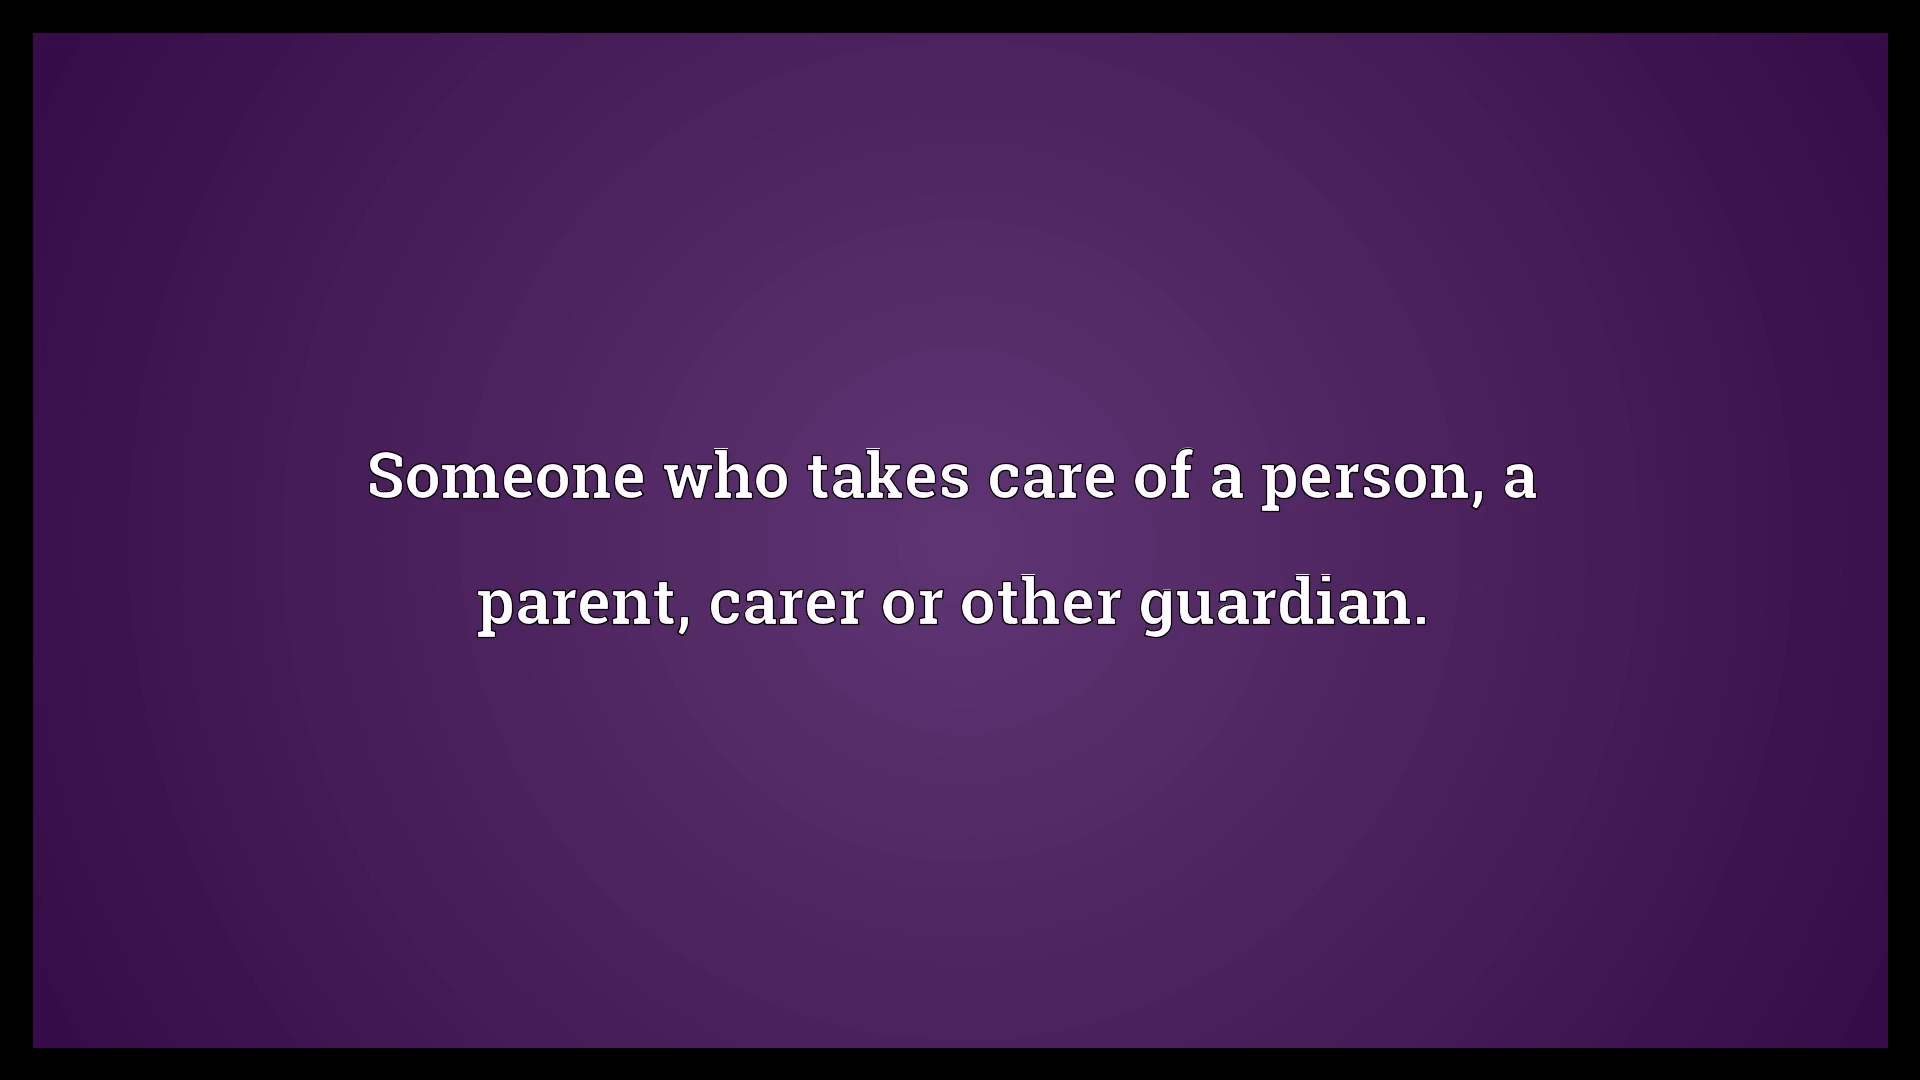 Someone who takes care of a person, a
parent, carer or other guardian.